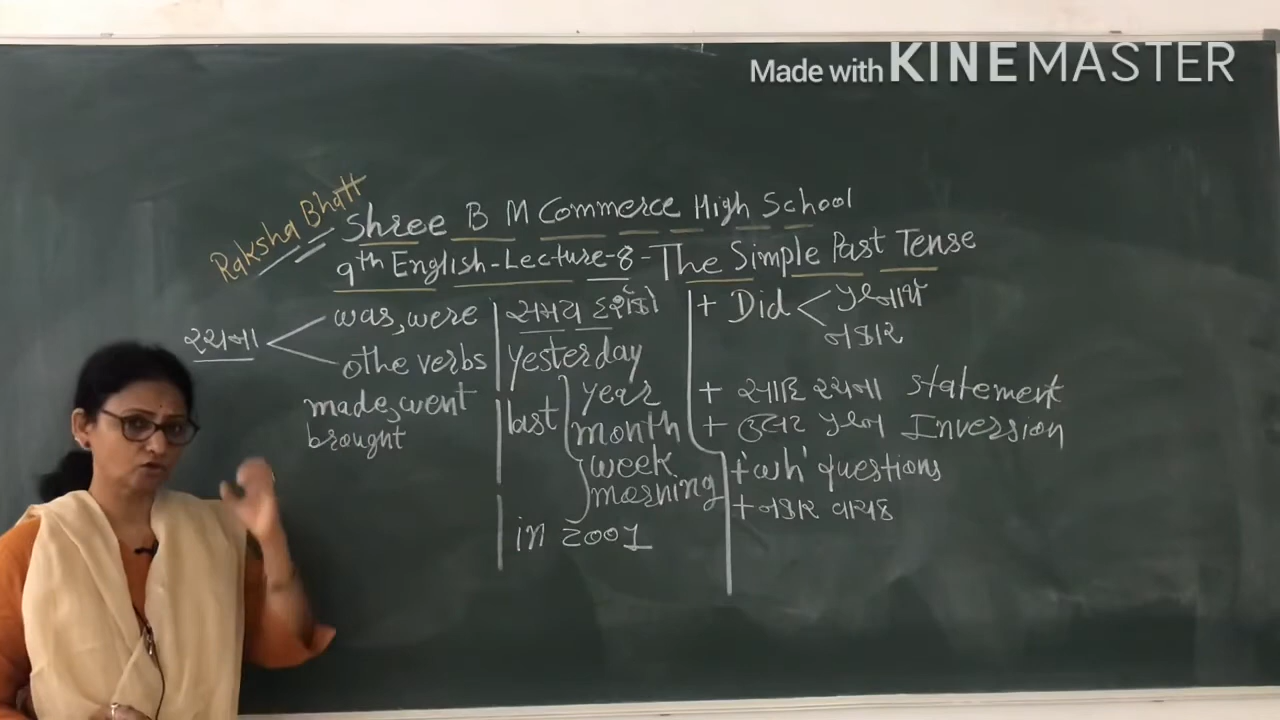 Made with KINEMASTER
Raksha Bhatt
Shree B M Commerce High School
9th English-Lecture-8-The Simple Past Tense
રચના
was, were
othe verbs
made, went
brought
સમય દર્શકો
yesterday
last
year
month
week
morning
in 2001
+ Did
પ્રશ્નાર્થ
નકાર
+ સાદિ રચના statement
+ ઉલટ પ્રશ્ન Inversion
+ 'wh' questions
+ નકાર વાચક